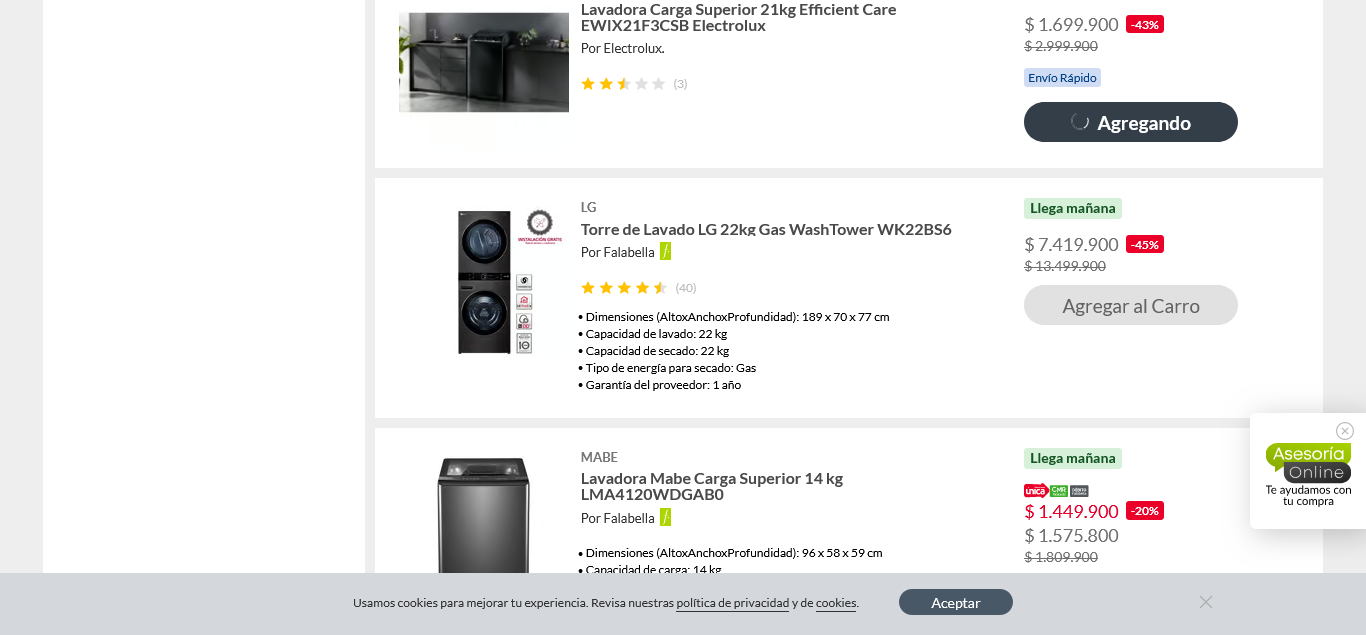 Lavadora Carga Superior 21kg Efficient Care
EWIX21F3CSB Electrolux
Por Electrolux.
(3)
$ 1.699.900 -43%
$ 2.999.900
Envío Rápido
Agregando
INSTALACIÓN GRATIS
LG
Torre de Lavado LG 22kg Gas WashTower WK22BS6
Por Falabella
(40)
• Dimensiones (AltoxAnchoxProfundidad): 189 x 70 x 77 cm
• Capacidad de lavado: 22 kg
• Capacidad de secado: 22 kg
• Tipo de energía para secado: Gas
• Garantía del proveedor: 1 año
Llega mañana
$ 7.419.900 -45%
$ 13.499.900
Agregar al Carro
MABE
Lavadora Mabe Carga Superior 14 kg
LMA4120WDGAB0
Por Falabella
• Dimensiones (AltoxAnchoxProfundidad): 96 x 58 x 59 cm
• Capacidad de carga: 14 kg
Llega mañana
única CMR
$ 1.449.900 -20%
$ 1.575.800
$ 1.809.900
Asesoría
Online
Te ayudamos con
tu compra
Usamos cookies para mejorar tu experiencia. Revisa nuestras política de privacidad y de cookies.
Aceptar